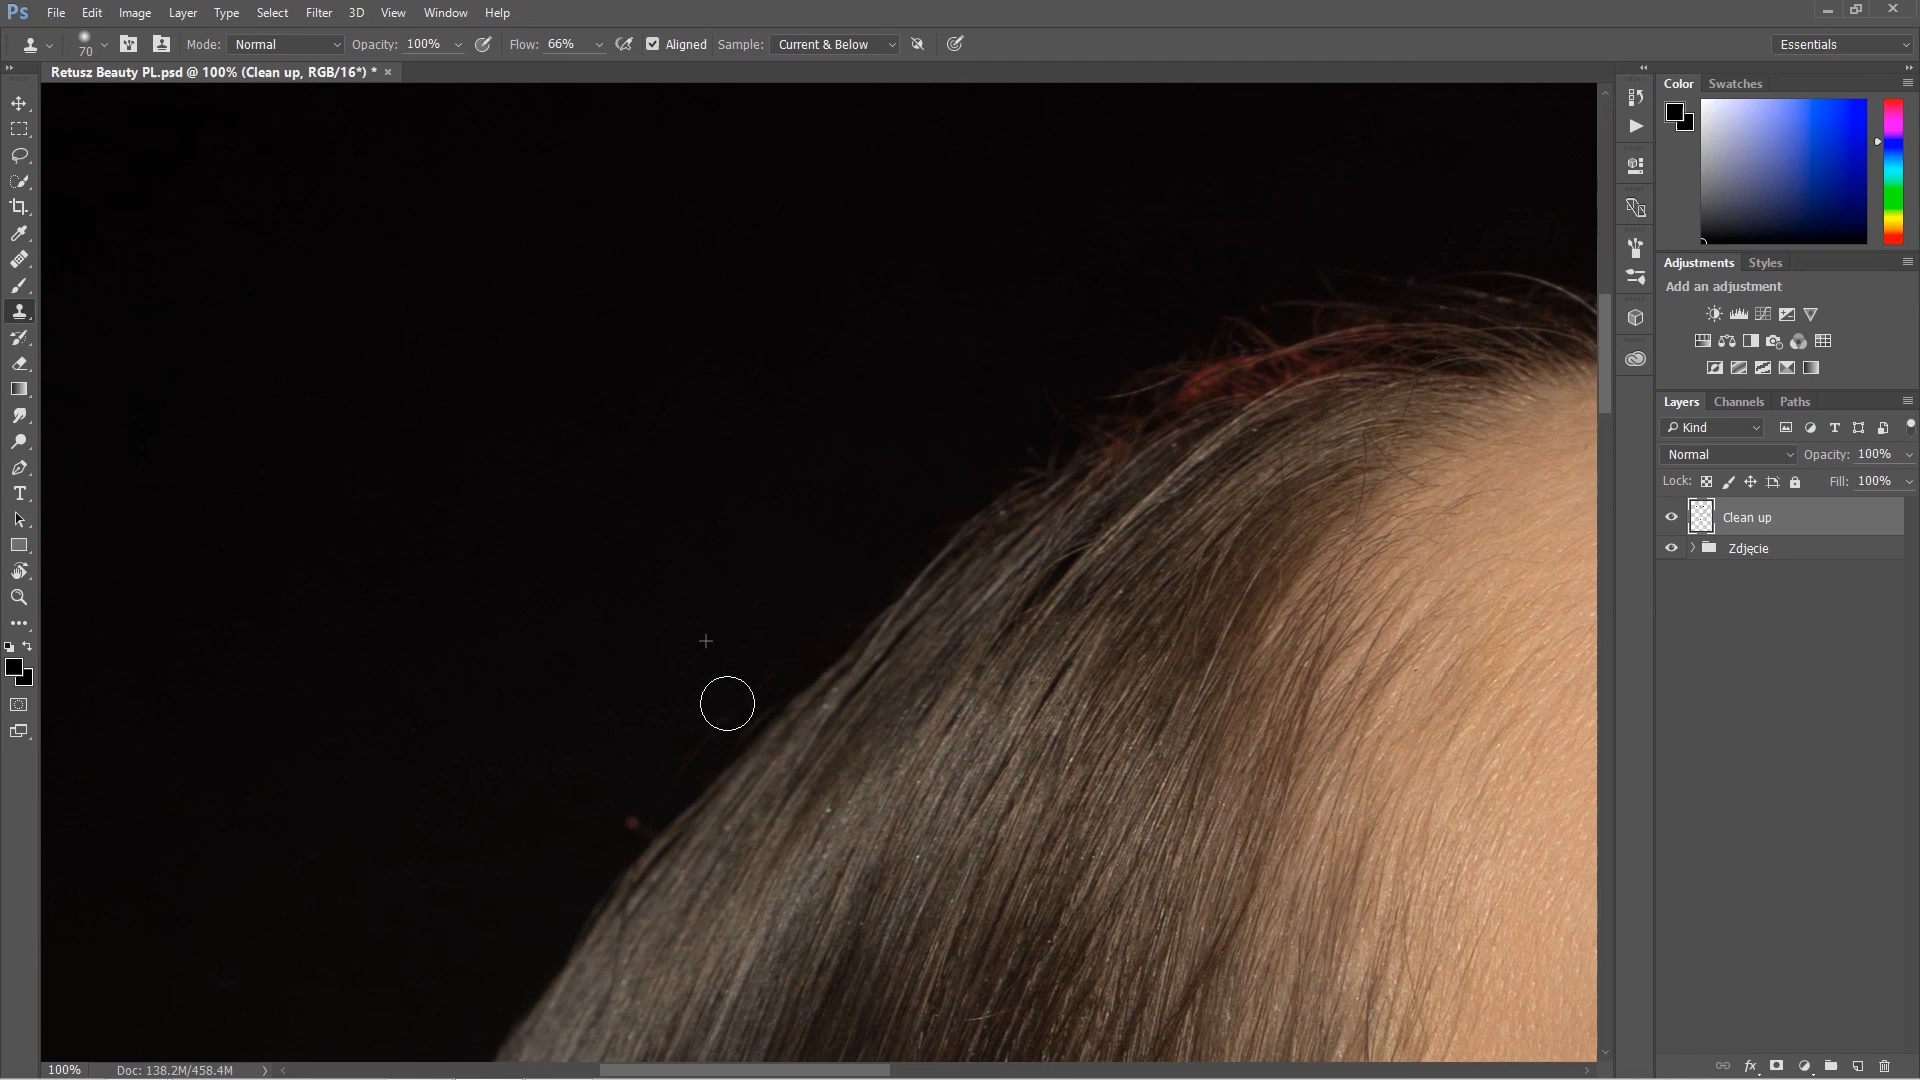 Ps File Edit Image Layer Type Select Filter 3D View Window Help
70 Mode: Normal Opacity: 100% Flow: 66% Aligned Sample: Current & Below Essentials
Retusz Beauty PL.psd @ 100% (Clean up, RGB/16*) * ×
Color Swatches
Adjustments Styles
Add an adjustment
Layers Channels Paths
Kind
Normal Opacity: 100%
Lock: Fill: 100%
Clean up
Zdjęcie
100% Doc: 138.2M/458.4M